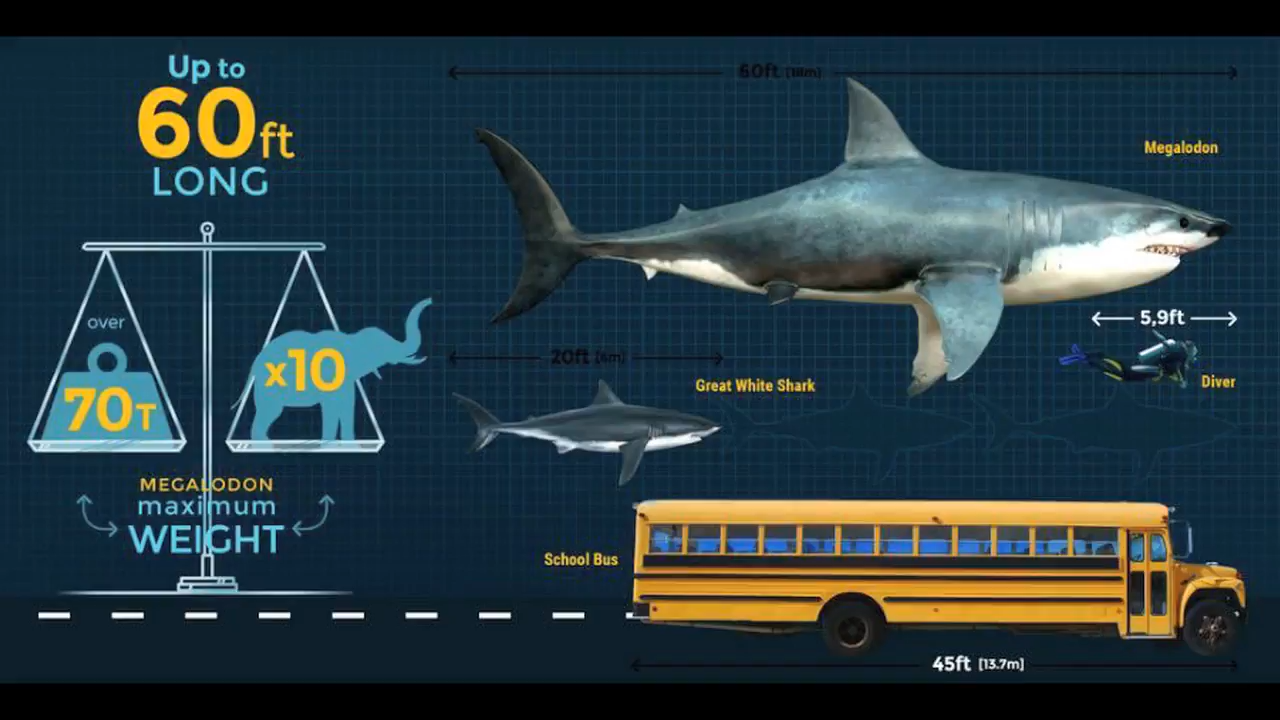 Up to
60ft
LONG
over
70T
x10
MEGALODON
maximum
WEIGHT
60ft [18m]
Megalodon
5,9ft
Diver
20ft [6m]
Great White Shark
School Bus
45ft [13.7m]